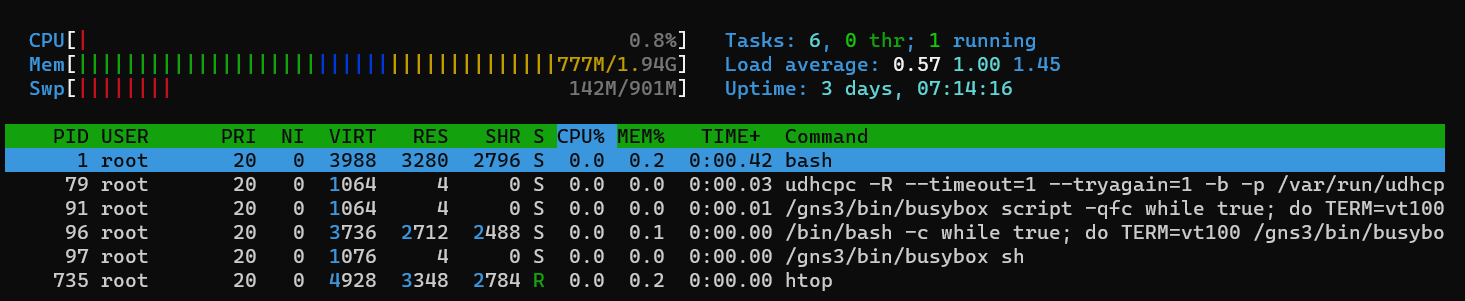 CPU[| 0.8%] Tasks: 6, 0 thr; 1 running
Mem[||||||||||||||||||||||||||||||||||||||||777M/1.94G] Load average: 0.57 1.00 1.45
Swp[|||||||| 142M/901M] Uptime: 3 days, 07:14:16
PID USER PRI NI VIRT RES SHR S CPU% MEM% TIME+ Command
1 root 20 0 3988 3280 2796 S 0.0 0.2 0:00.42 bash
79 root 20 0 1064 4 0 S 0.0 0.0 0:00.03 udhcpc -R --timeout=1 --tryagain=1 -b -p /var/run/udhcp
91 root 20 0 1064 4 0 S 0.0 0.0 0:00.01 /gns3/bin/busybox script -qfc while true; do TERM=vt100
96 root 20 0 3736 2712 2488 S 0.0 0.1 0:00.00 /bin/bash -c while true; do TERM=vt100 /gns3/bin/busybo
97 root 20 0 1076 4 0 S 0.0 0.0 0:00.00 /gns3/bin/busybox sh
735 root 20 0 4928 3348 2784 R 0.0 0.2 0:00.00 htop